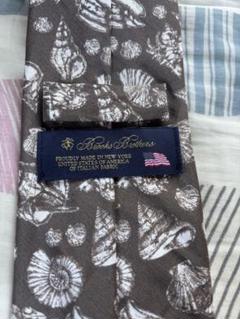 Brooks Brothers
PROUDLY MADE IN NEW YORK
UNITED STATES OF AMERICA
OF ITALIAN FABRIC